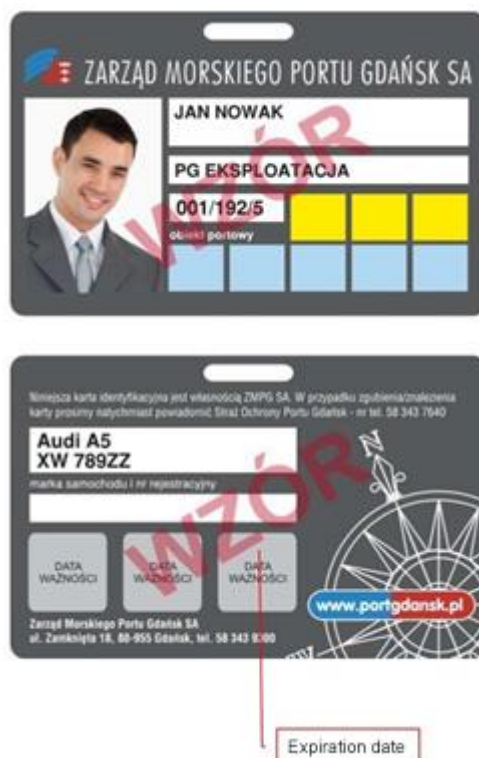 ZARZĄD MORSKIEGO PORTU GDAŃSK SA
JAN NOWAK
PG EKSPLOATACJA
001/192/5
obiekt portowy
WZÓR
Niniejsza karta identyfikacyjna jest własnością ZMPG SA. W przypadku zgubienia/znalezienia
karty prosimy natychmiast powiadomić Straż Ochrony Portu Gdańsk - nr tel. 58 343 7640
Audi A5
XW 789ZZ
marka samochodu i nr rejestracyjny
WZÓR
N
DATA WAŻNOŚCI
DATA WAŻNOŚCI
DATA WAŻNOŚCI
www.portgdansk.pl
Zarząd Morskiego Portu Gdańsk SA
ul. Zamknięta 18, 80-955 Gdańsk, tel. 58 343
Expiration date